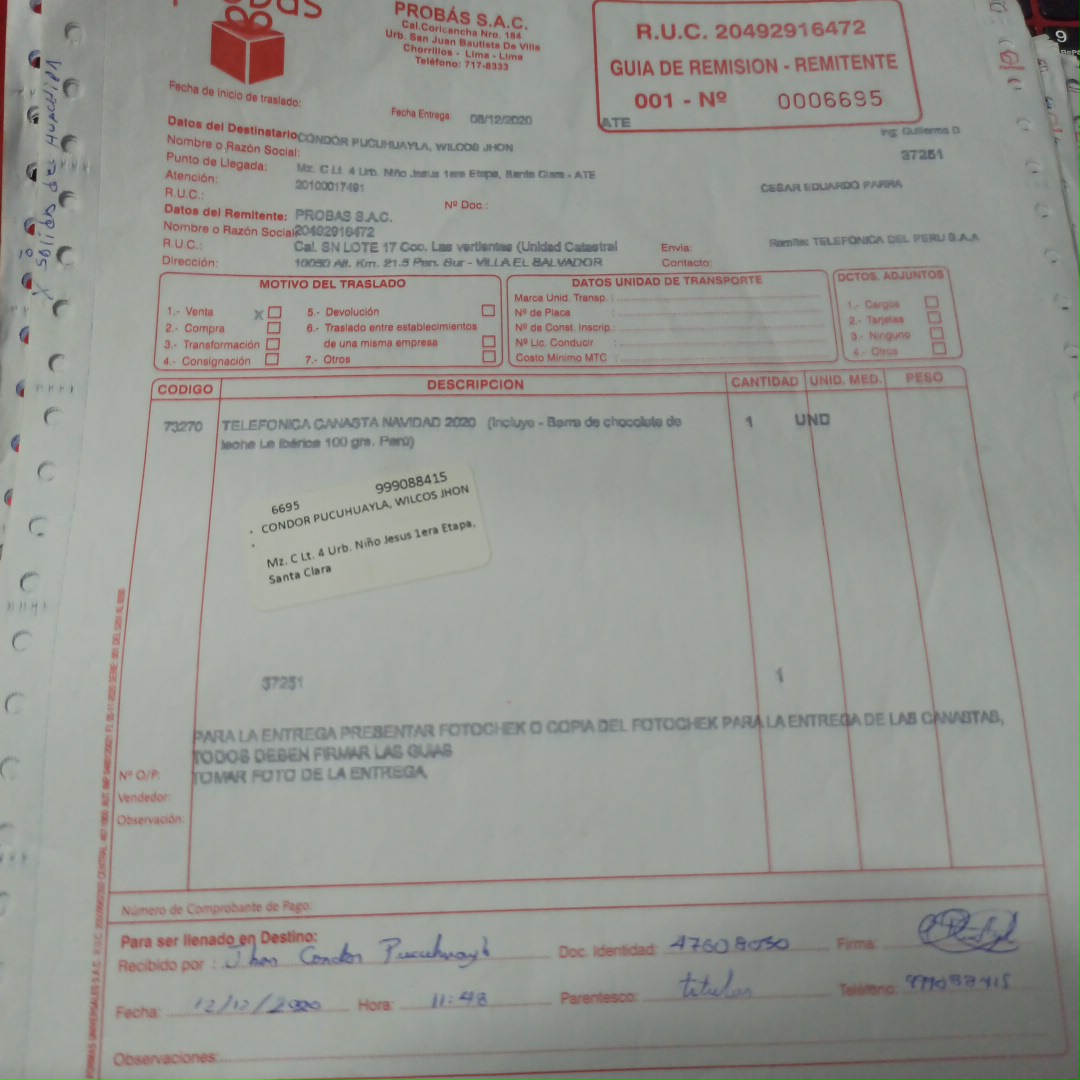 PROBÁS S.A.C.
Cal.Coricancha Nro. 184
Urb. San Juan Bautista De Villa
Chorrillos - Lima - Lima
Teléfono: 717-8333
R.U.C. 20492916472
GUIA DE REMISION - REMITENTE
001 - Nº 0006695
Fecha de Inicio de traslado:
Fecha Entrega: 08/12/2020
ATE
Ing. Guillermo D.
37251
Datos del Destinatario
Nombre o Razón Social: CONDOR PUCUHUAYLA, WILCOS JHON
Punto de Llegada: Mz. C Lt. 4 Urb. Niño Jesus 1era Etapa, Santa Clara - ATE
Atención: 20100017491
CESAR EDUARDO PARRA
R.U.C.:
Nº Doc.:
Datos del Remitente: PROBAS S.A.C.
Nombre o Razón Social: 20492916472
R.U.C.: Cal. SN LOTE 17 Coo. Las vertientes (Unidad Catastral
Envia: Remite: TELEFÓNICA DEL PERU S.A.A
Dirección: 10050 Alt. Km. 21.5 Pan. Sur - VILLA EL SALVADOR
Contacto:
MOTIVO DEL TRASLADO
1.- Venta X
2.- Compra
3.- Transformación
4.- Consignación
5.- Devolución
6.- Traslado entre establecimientos
de una misma empresa
7.- Otros
DATOS UNIDAD DE TRANSPORTE
Marca Unid. Transp.:
Nº de Placa :
Nº de Const. Inscrip.:
Nº Lic. Conducir :
Costo Minimo MTC :
DCTOS. ADJUNTOS
1.- Cargos
2.- Tarjetas
3.- Ninguno
4.- Otros
CODIGO DESCRIPCION CANTIDAD UNID. MED. PESO
73270 TELEFONICA CANASTA NAVIDAD 2020 (Incluye - Barra de chocolate de 1 UND
leche La Ibérica 100 grs. Perú)
6695 999088415
CONDOR PUCUHUAYLA, WILCOS JHON
Mz. C Lt. 4 Urb. Niño Jesus 1era Etapa,
Santa Clara
37251 1
PARA LA ENTREGA PRESENTAR FOTOCHEK O COPIA DEL FOTOCHEK PARA LA ENTREGA DE LAS CANASTAS,
TODOS DEBEN FIRMAR LAS GUIAS
TOMAR FOTO DE LA ENTREGA
Nº O/P:
Vendedor:
Observación:
Número de Comprobante de Pago:
Para ser llenado en Destino:
Recibido por : Jhon Condor Pucuhuayla Doc. Identidad: 47608050 Firma:
Fecha: 12/12/2020 Hora: 11:48 Parentesco: titular Teléfono: 999088415
Observaciones: